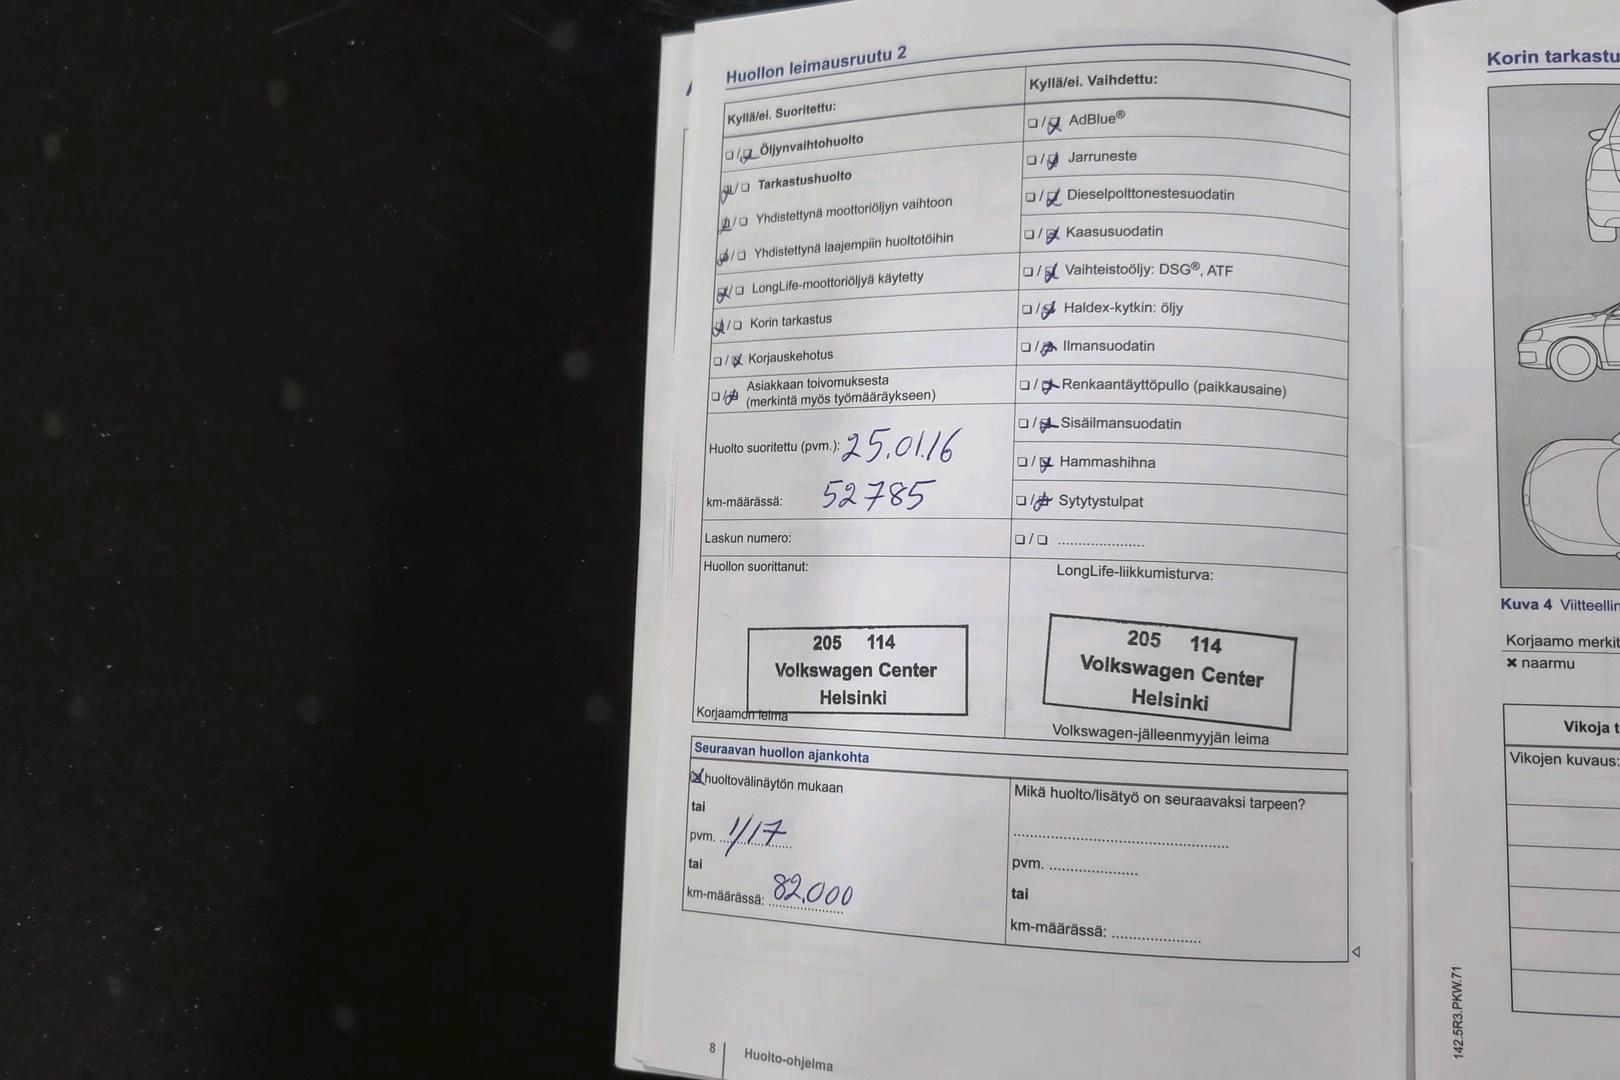 Huollon leimausruutu 2
Kyllä/ei. Suoritettu:
Öljynvaihtohuolto
Tarkastushuolto
Yhdistettynä moottoriöljyn vaihtoon
Yhdistettynä laajempiin huoltotöihin
LongLife-moottoriöljyä käytetty
Korin tarkastus
Korjauskehotus
Asiakkaan toivomuksesta
(merkintä myös työmääräykseen)
Huolto suoritettu (pvm.): 25.01.16
km-määrässä: 52785
Laskun numero:
Huollon suorittanut:
205 114
Volkswagen Center
Helsinki
Korjaamon leima
Kyllä/ei. Vaihdettu:
AdBlue®
Jarruneste
Dieselpolttonestesuodatin
Kaasusuodatin
Vaihteistoöljy: DSG®, ATF
Haldex-kytkin: öljy
Ilmansuodatin
Renkaantäyttöpullo (paikkausaine)
Sisäilmansuodatin
Hammashihna
Sytytystulpat
LongLife-liikkumisturva:
205 114
Volkswagen Center
Helsinki
Volkswagen-jälleenmyyjän leima
Seuraavan huollon ajankohta
huoltovälinäytön mukaan
tai
pvm. 1/17
tai
km-määrässä: 82.000
Mikä huolto/lisätyö on seuraavaksi tarpeen?
pvm.
tai
km-määrässä:
8 Huolto-ohjelma
Korin tarkastu
Kuva 4 Viitteellin
Korjaamo merkit
✖ naarmu
Vikoja t
Vikojen kuvaus:
142.5R3.PKW.71